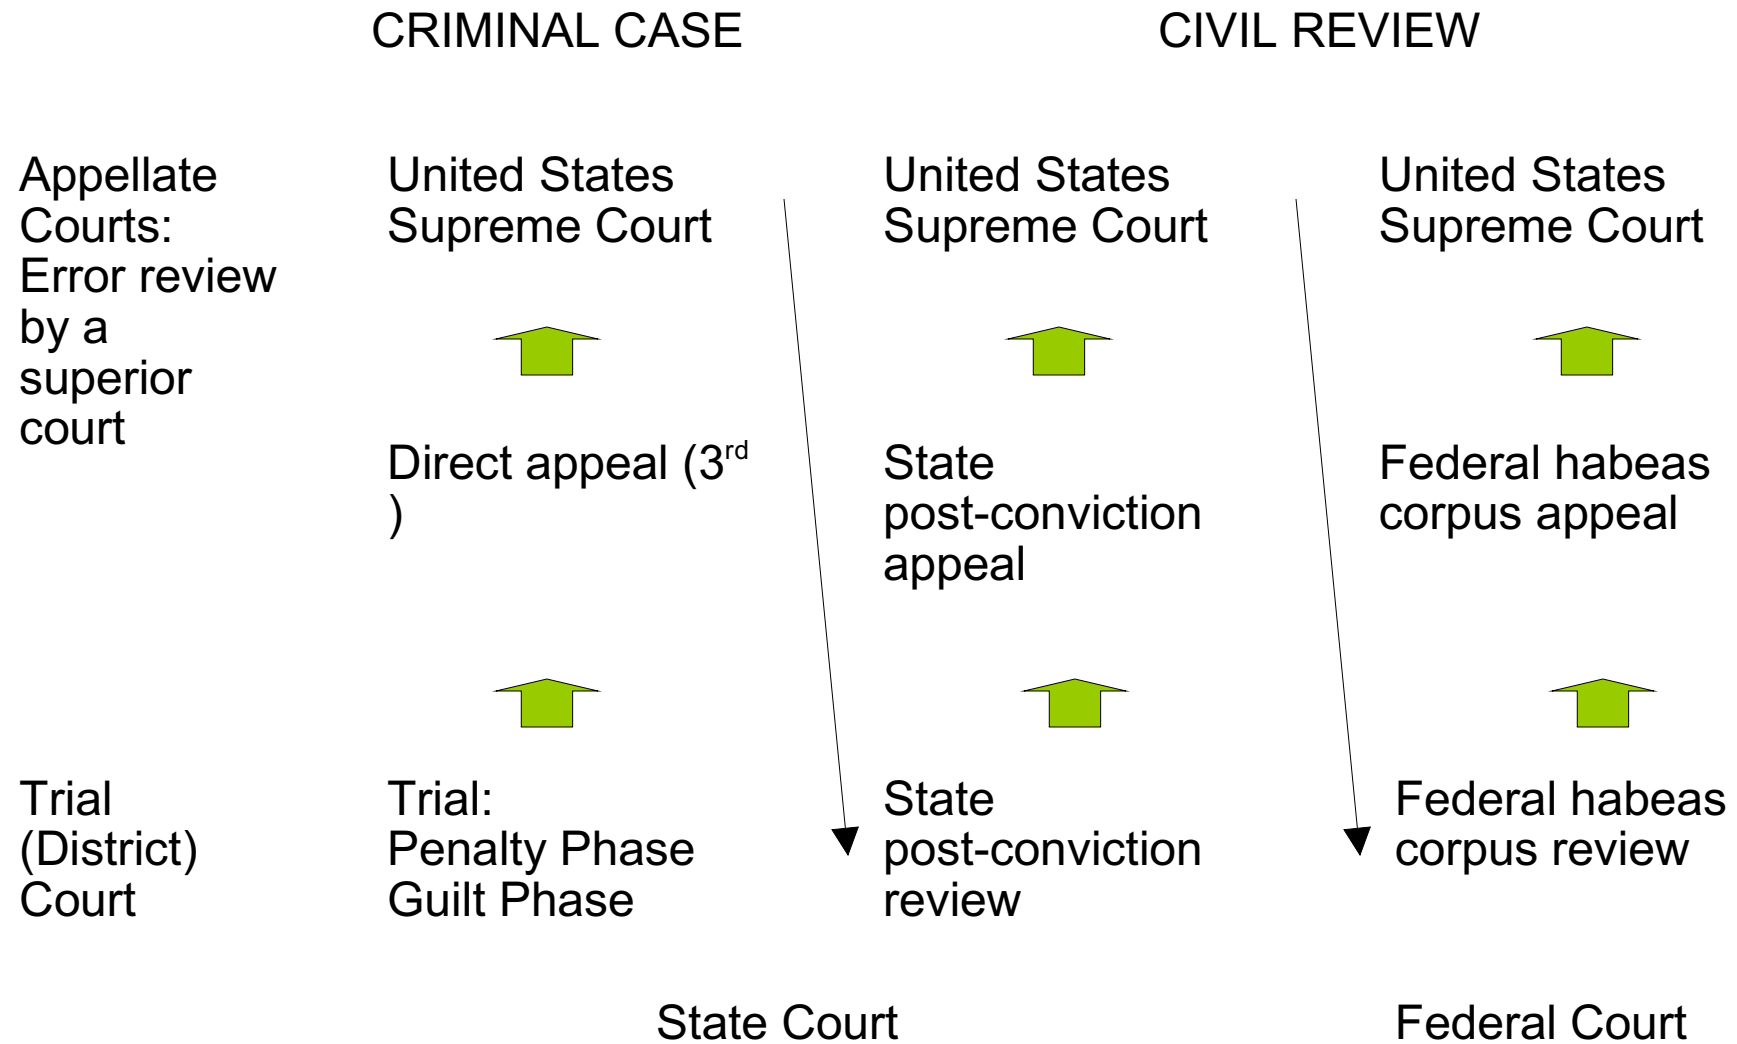 CRIMINAL CASE
CIVIL REVIEW
Appellate
Courts:
Error review
by a
superior
court
United States
Supreme Court
United States
Supreme Court
United States
Supreme Court
Direct appeal (3rd
)
State
post-conviction
appeal
Federal habeas
corpus appeal
Trial
(District)
Court
Trial:
Penalty Phase
Guilt Phase
State
post-conviction
review
Federal habeas
corpus review
State Court
Federal Court